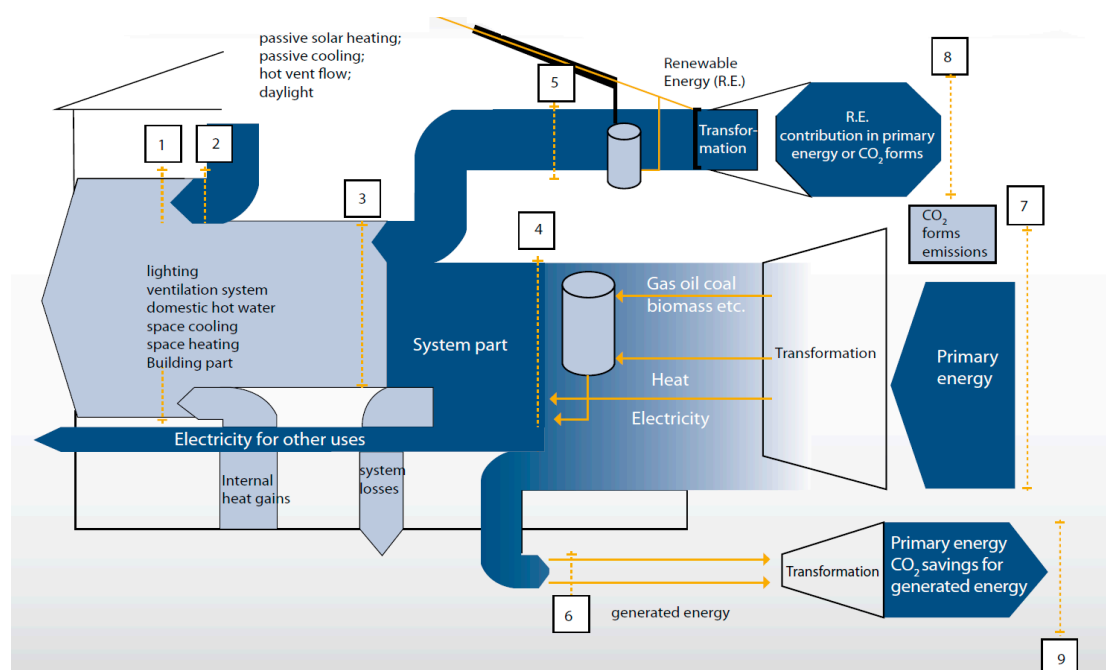 passive solar heating;
passive cooling;
hot vent flow;
daylight
1
2
3
4
5
Renewable
Energy (R.E.)
Transfor-
mation
R.E.
contribution in primary
energy or CO2 forms
8
7
CO2
forms
emissions
lighting
ventilation system
domestic hot water
space cooling
space heating
Building part
System part
Gas oil coal
biomass etc.
Heat
Electricity
Transformation
Primary
energy
Electricity for other uses
Internal
heat gains
system
losses
6
generated energy
Transformation
Primary energy
CO2 savings for
generated energy
9